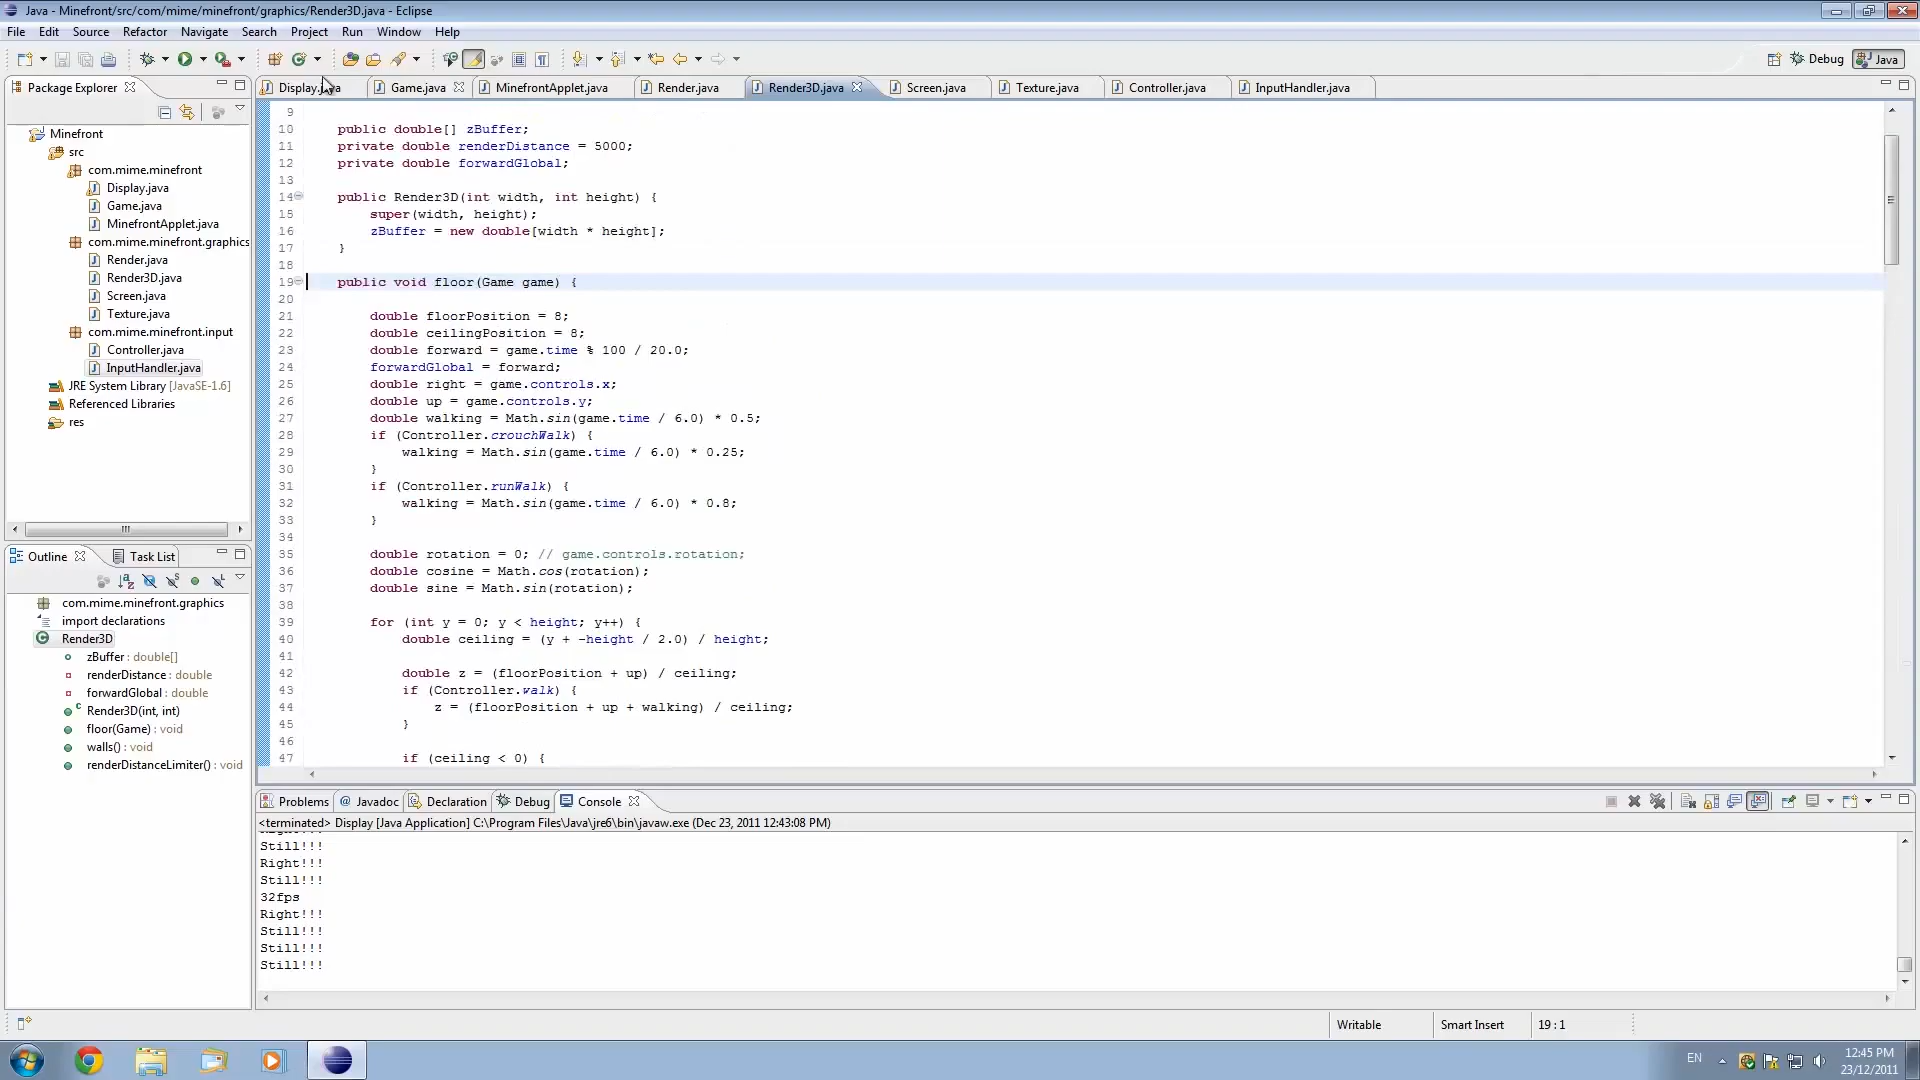 Java - Minefront/src/com/mime/minefront/graphics/Render3D.java - Eclipse
File Edit Source Refactor Navigate Search Project Run Window Help
Debug Java
Package Explorer
Display.java Game.java MinefrontApplet.java Render.java Render3D.java Screen.java Texture.java Controller.java InputHandler.java
Minefront
src
com.mime.minefront
Display.java
Game.java
MinefrontApplet.java
com.mime.minefront.graphics
Render.java
Render3D.java
Screen.java
Texture.java
com.mime.minefront.input
Controller.java
InputHandler.java
JRE System Library [JavaSE-1.6]
Referenced Libraries
res
Outline Task List
com.mime.minefront.graphics
import declarations
Render3D
zBuffer : double[]
renderDistance : double
forwardGlobal : double
Render3D(int, int)
floor(Game) : void
walls() : void
renderDistanceLimiter() : void
9
10 public double[] zBuffer;
11 private double renderDistance = 5000;
12 private double forwardGlobal;
13
14 public Render3D(int width, int height) {
15 super(width, height);
16 zBuffer = new double[width * height];
17 }
18
19 public void floor(Game game) {
20
21 double floorPosition = 8;
22 double ceilingPosition = 8;
23 double forward = game.time % 100 / 20.0;
24 forwardGlobal = forward;
25 double right = game.controls.x;
26 double up = game.controls.y;
27 double walking = Math.sin(game.time / 6.0) * 0.5;
28 if (Controller.crouchWalk) {
29 walking = Math.sin(game.time / 6.0) * 0.25;
30 }
31 if (Controller.runWalk) {
32 walking = Math.sin(game.time / 6.0) * 0.8;
33 }
34
35 double rotation = 0; // game.controls.rotation;
36 double cosine = Math.cos(rotation);
37 double sine = Math.sin(rotation);
38
39 for (int y = 0; y < height; y++) {
40 double ceiling = (y + -height / 2.0) / height;
41
42 double z = (floorPosition + up) / ceiling;
43 if (Controller.walk) {
44 z = (floorPosition + up + walking) / ceiling;
45 }
46
47 if (ceiling < 0) {
Problems @ Javadoc Declaration Debug Console
<terminated> Display [Java Application] C:\Program Files\Java\jre6\bin\javaw.exe (Dec 23, 2011 12:43:08 PM)
Still!!!
Right!!!
Still!!!
32fps
Right!!!
Still!!!
Still!!!
Still!!!
Writable Smart Insert 19 : 1
EN 12:45 PM
23/12/2011